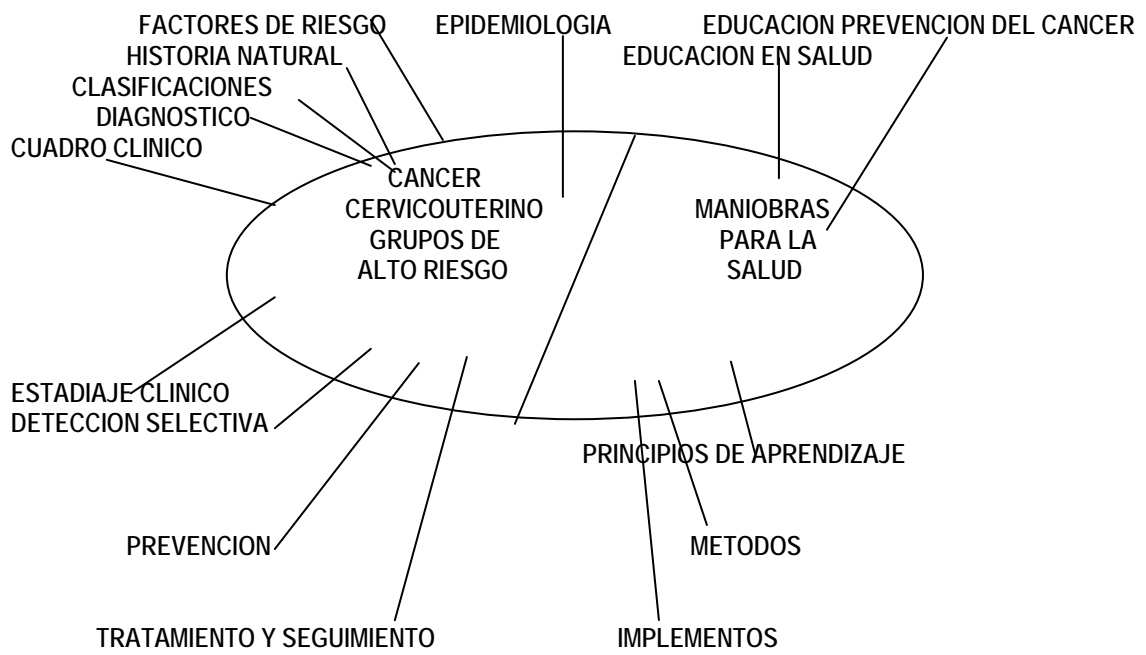 FACTORES DE RIESGO
EPIDEMIOLOGIA
EDUCACION PREVENCION DEL CANCER
HISTORIA NATURAL
EDUCACION EN SALUD
CLASIFICACIONES
DIAGNOSTICO
CUADRO CLINICO
CANCER
CERVICOUTERINO
GRUPOS DE
ALTO RIESGO
MANIOBRAS
PARA LA
SALUD
ESTADIAJE CLINICO
DETECCION SELECTIVA
PRINCIPIOS DE APRENDIZAJE
PREVENCION
METODOS
TRATAMIENTO Y SEGUIMIENTO
IMPLEMENTOS